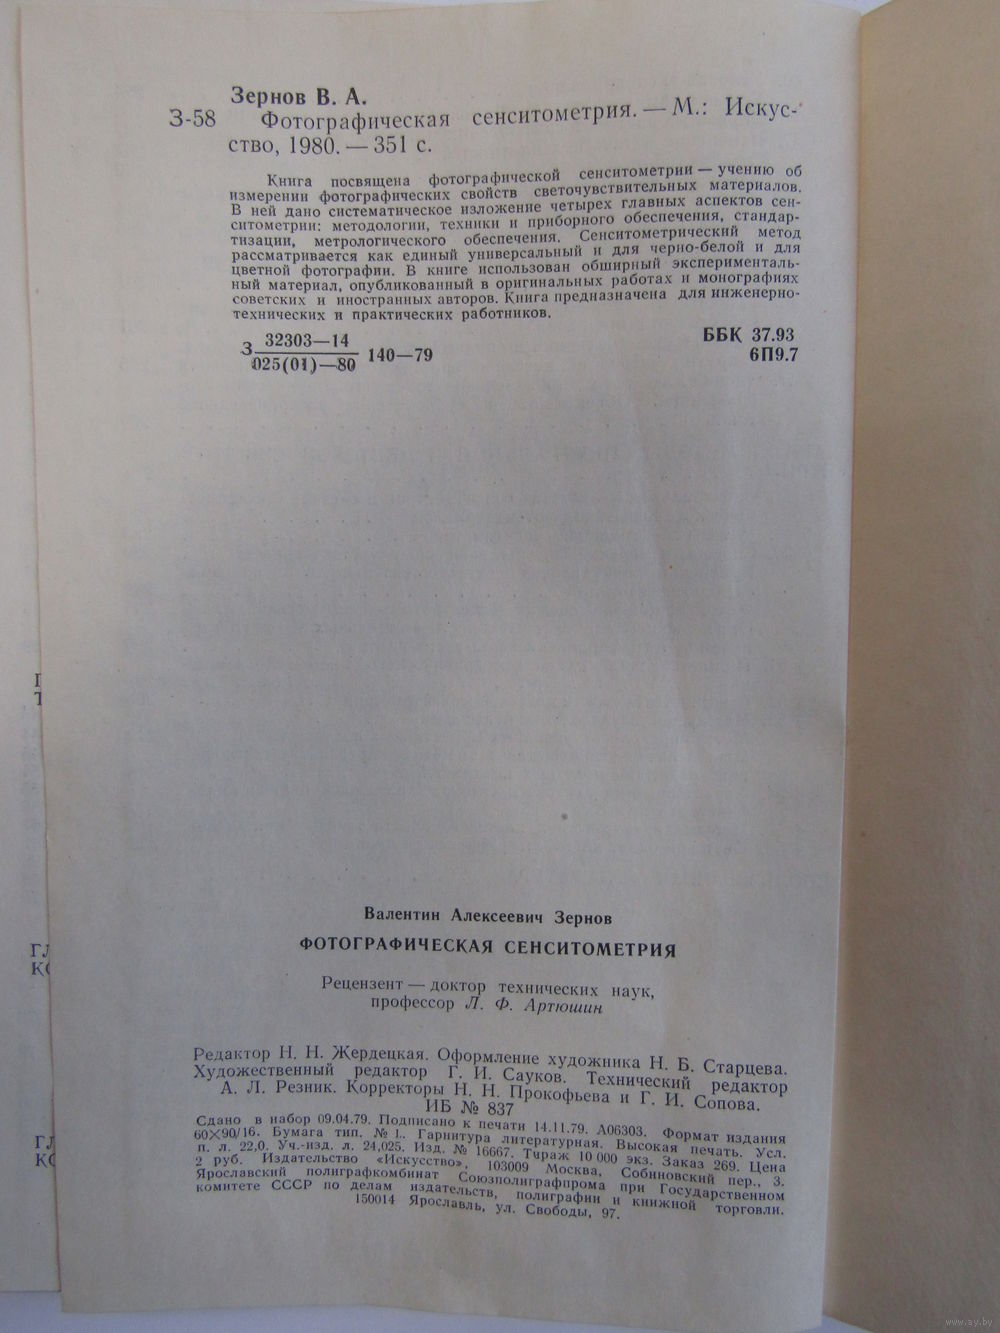 Зернов В. А.
З-58 Фотографическая сенситометрия. — М.: Искус-
ство, 1980. — 351 с.
Книга посвящена фотографической сенситометрии — учению об
измерении фотографических свойств светочувствительных материалов.
В ней дано систематическое изложение четырех главных аспектов сен-
ситометрии: методологии, техники и приборного обеспечения, стандар-
тизации, метрологического обеспечения. Сенситометрический метод
рассматривается как единый универсальный и для черно-белой и для
цветной фотографии. В книге использован обширный эксперименталь-
ный материал, опубликованный в оригинальных работах и монографиях
советских и иностранных авторов. Книга предназначена для инженерно-
технических и практических работников.
32303—14
З 140—79
025(01)—80
ББК 37.93
6П9.7
Валентин Алексеевич Зернов
ФОТОГРАФИЧЕСКАЯ СЕНСИТОМЕТРИЯ
Рецензент — доктор технических наук,
профессор Л. Ф. Артюшин
Редактор Н. Н. Жердецкая. Оформление художника Н. Б. Старцева.
Художественный редактор Г. И. Сауков. Технический редактор
А. Л. Резник. Корректоры Н. Н. Прокофьева и Г. И. Сопова.
ИБ № 837
Сдано в набор 09.04.79. Подписано к печати 14.11.79. А06303. Формат издания
60×90/16. Бумага тип. № 1. Гарнитура литературная. Высокая печать. Усл.
п. л. 22,0. Уч.-изд. л. 24,025. Изд. № 16667. Тираж 10 000 экз. Заказ 269. Цена
2 руб. Издательство «Искусство», 103009 Москва, Собиновский пер., 3.
Ярославский полиграфкомбинат Союзполиграфпрома при Государственном
комитете СССР по делам издательств, полиграфии и книжной торговли.
150014 Ярославль, ул. Свободы, 97.
www.ay.by